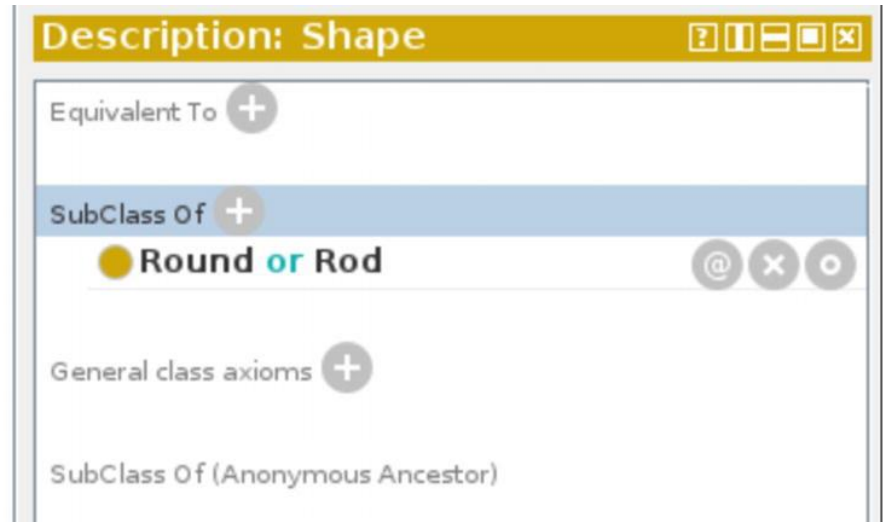 Description: Shape
Equivalent To
SubClass Of
Round or Rod
General class axioms
SubClass Of (Anonymous Ancestor)